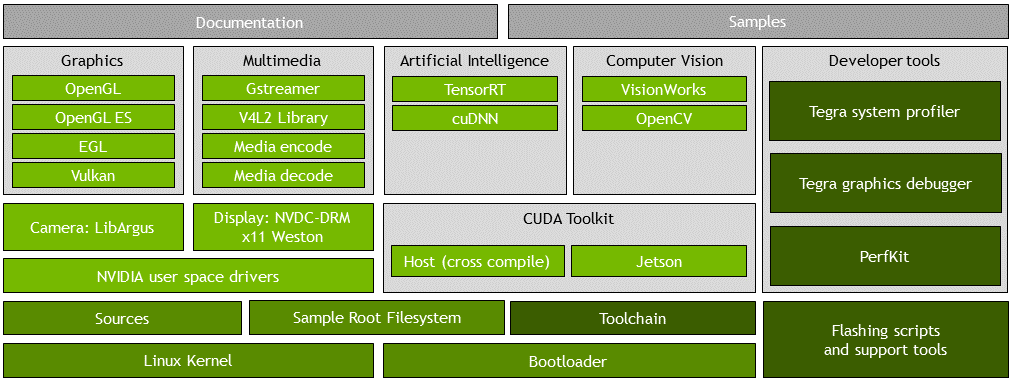 Documentation
Samples
Graphics
OpenGL
OpenGL ES
EGL
Vulkan
Multimedia
Gstreamer
V4L2 Library
Media encode
Media decode
Artificial Intelligence
TensorRT
cuDNN
Computer Vision
VisionWorks
OpenCV
Developer tools
Tegra system profiler
Tegra graphics debugger
PerfKit
Camera: LibArgus
Display: NVDC-DRM
x11 Weston
CUDA Toolkit
Host (cross compile)
Jetson
NVIDIA user space drivers
Sources
Sample Root Filesystem
Toolchain
Flashing scripts
and support tools
Linux Kernel
Bootloader